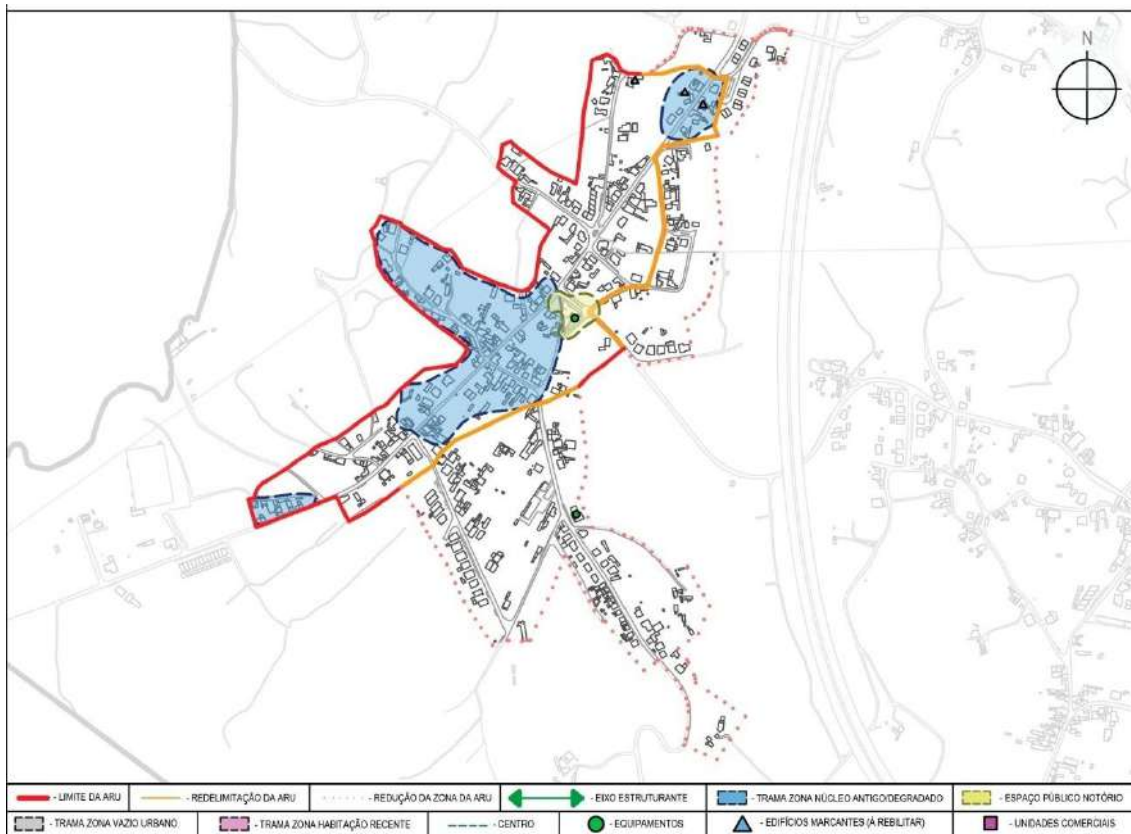 N
- LIMITE DA ARU - REDELIMITAÇÃO DA ARU - REDUÇÃO DA ZONA DA ARU - EIXO ESTRUTURANTE - TRAMA ZONA NÚCLEO ANTIGO/DEGRADADO - ESPAÇO PÚBLICO NOTÓRIO
- TRAMA ZONA VAZIO URBANO - TRAMA ZONA HABITAÇÃO RECENTE - CENTRO - EQUIPAMENTOS - EDIFÍCIOS MARCANTES (Á REBILITAR) - UNIDADES COMERCIAIS